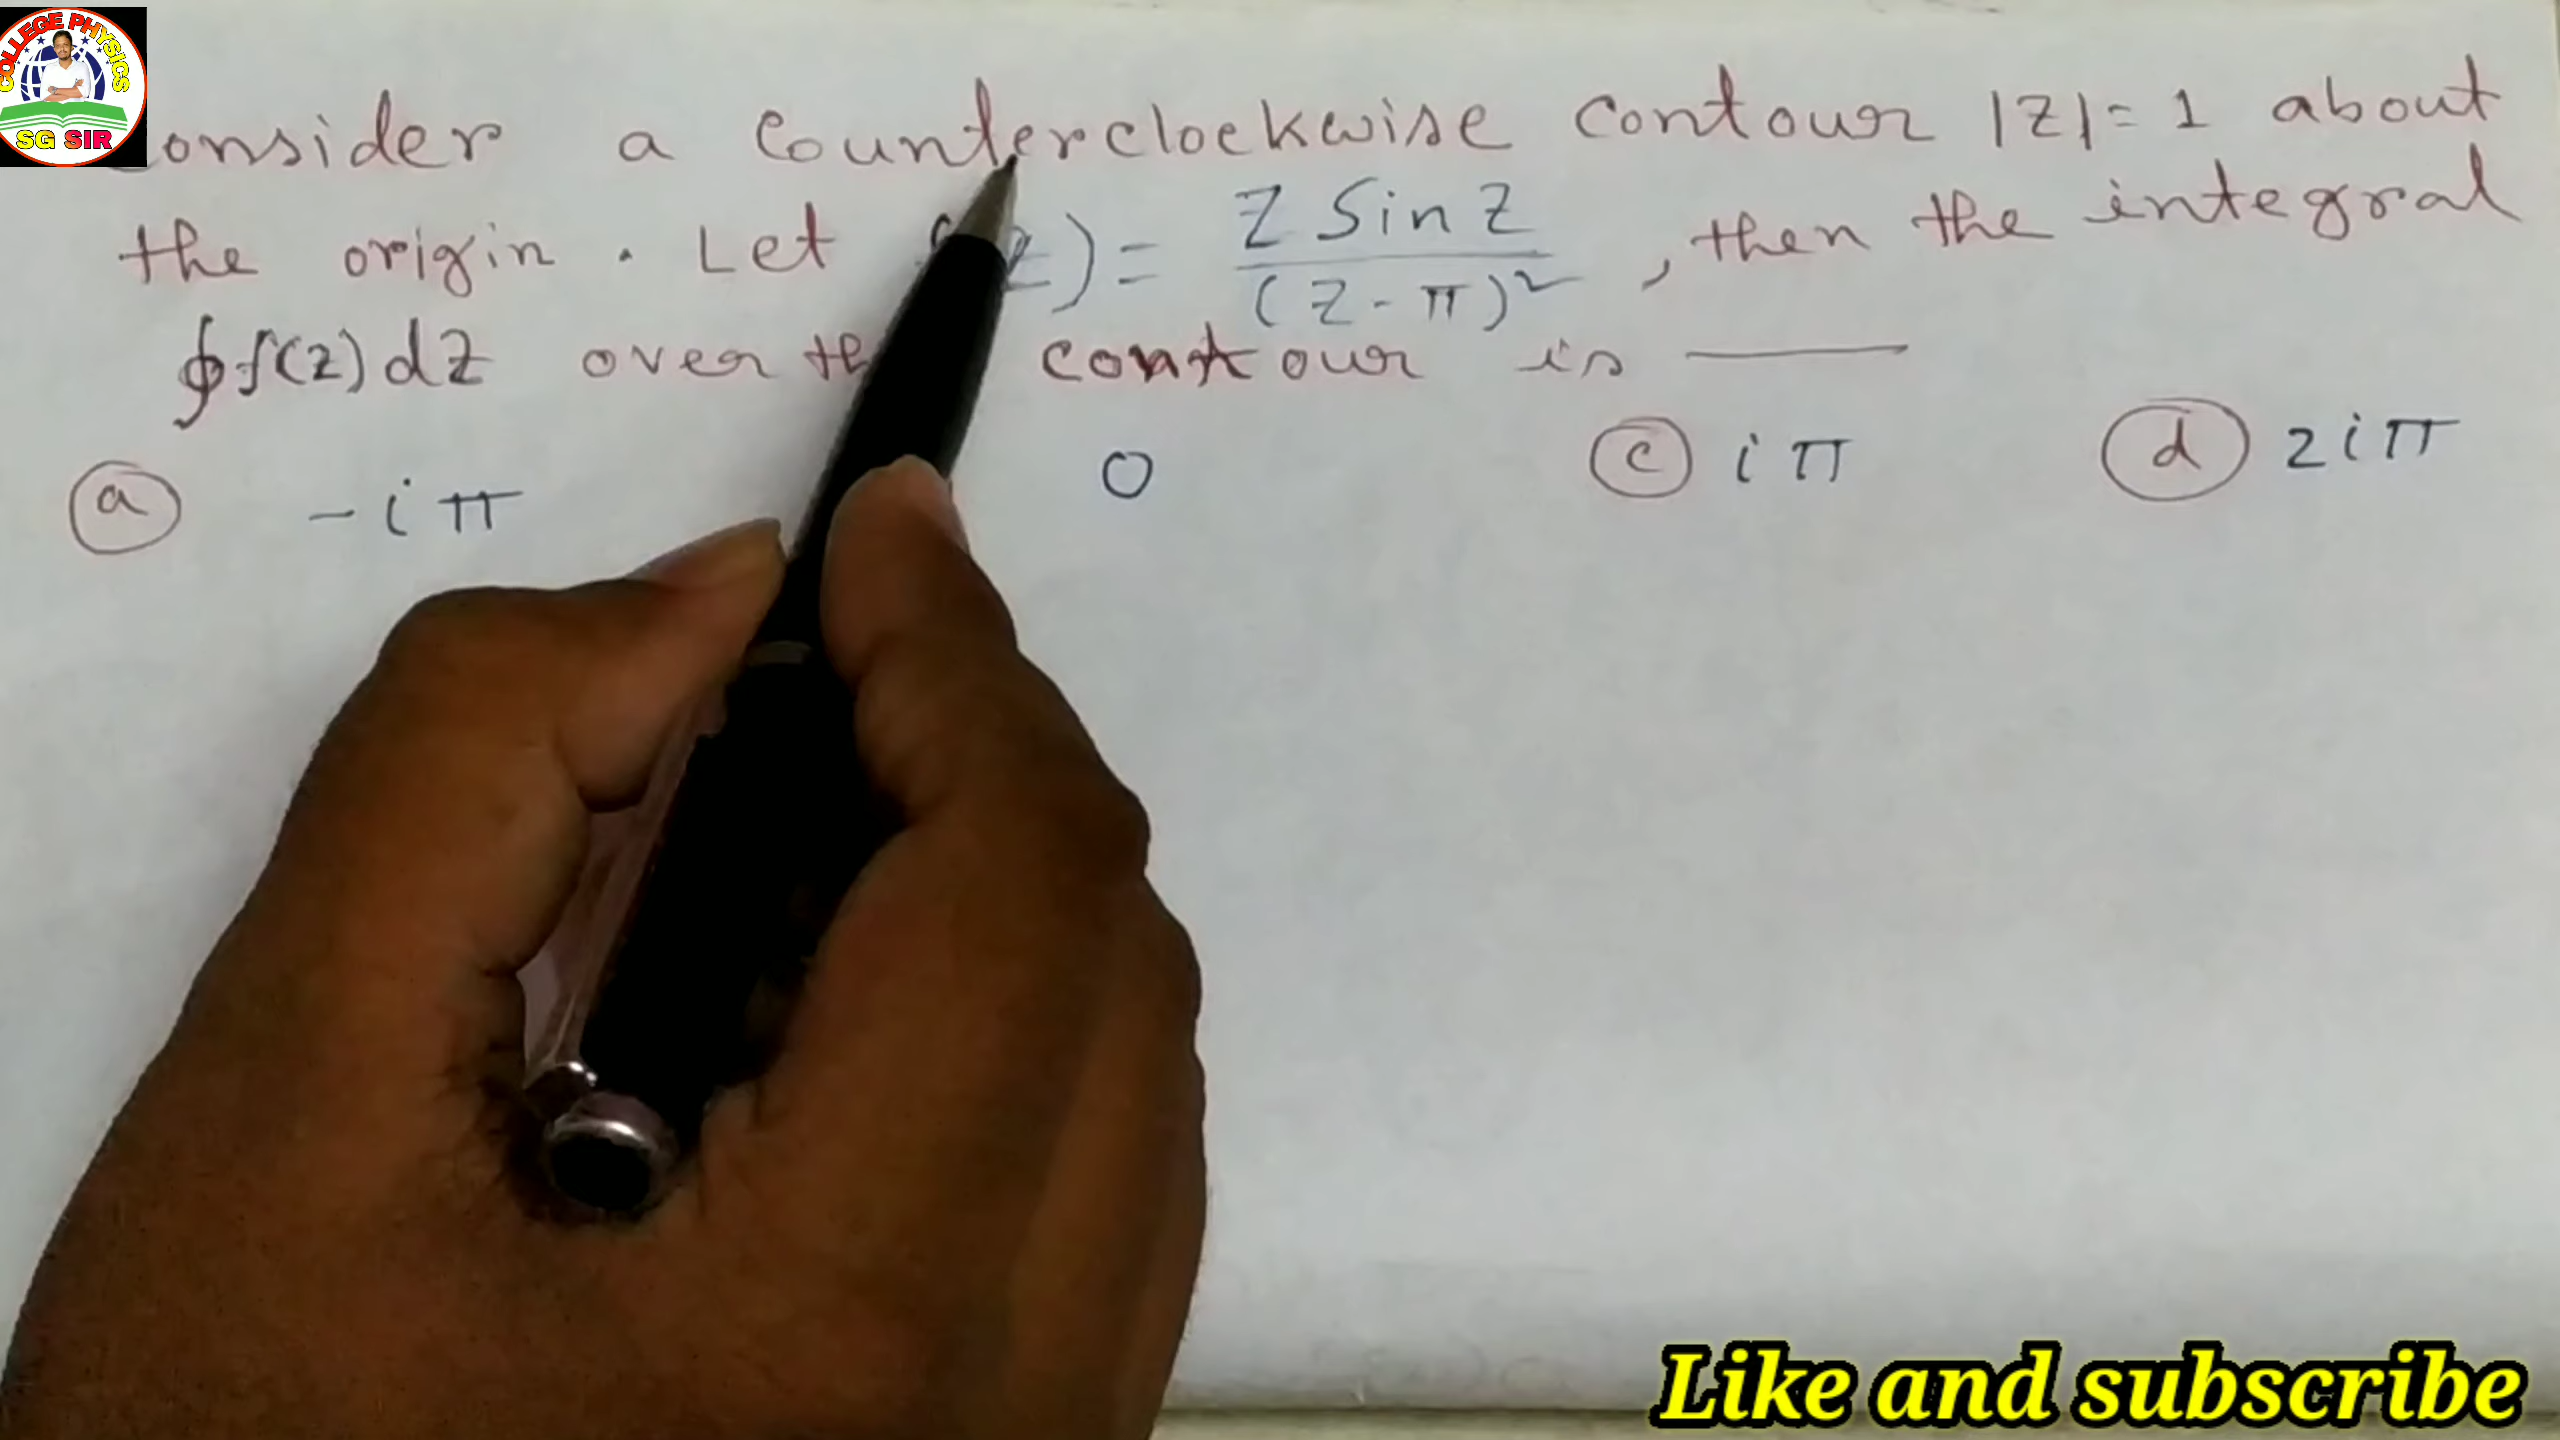 COLLEGE PHYSICS
SG SIR
onsider a Counterclockwise contour |z|=1 about
the origin. Let z) = Z Sin Z / (Z - π)², then the integral
∮f(z)dz over th contour is ———
ⓐ -iπ 0 ⓒ iπ ⓓ 2iπ
Like and subscribe